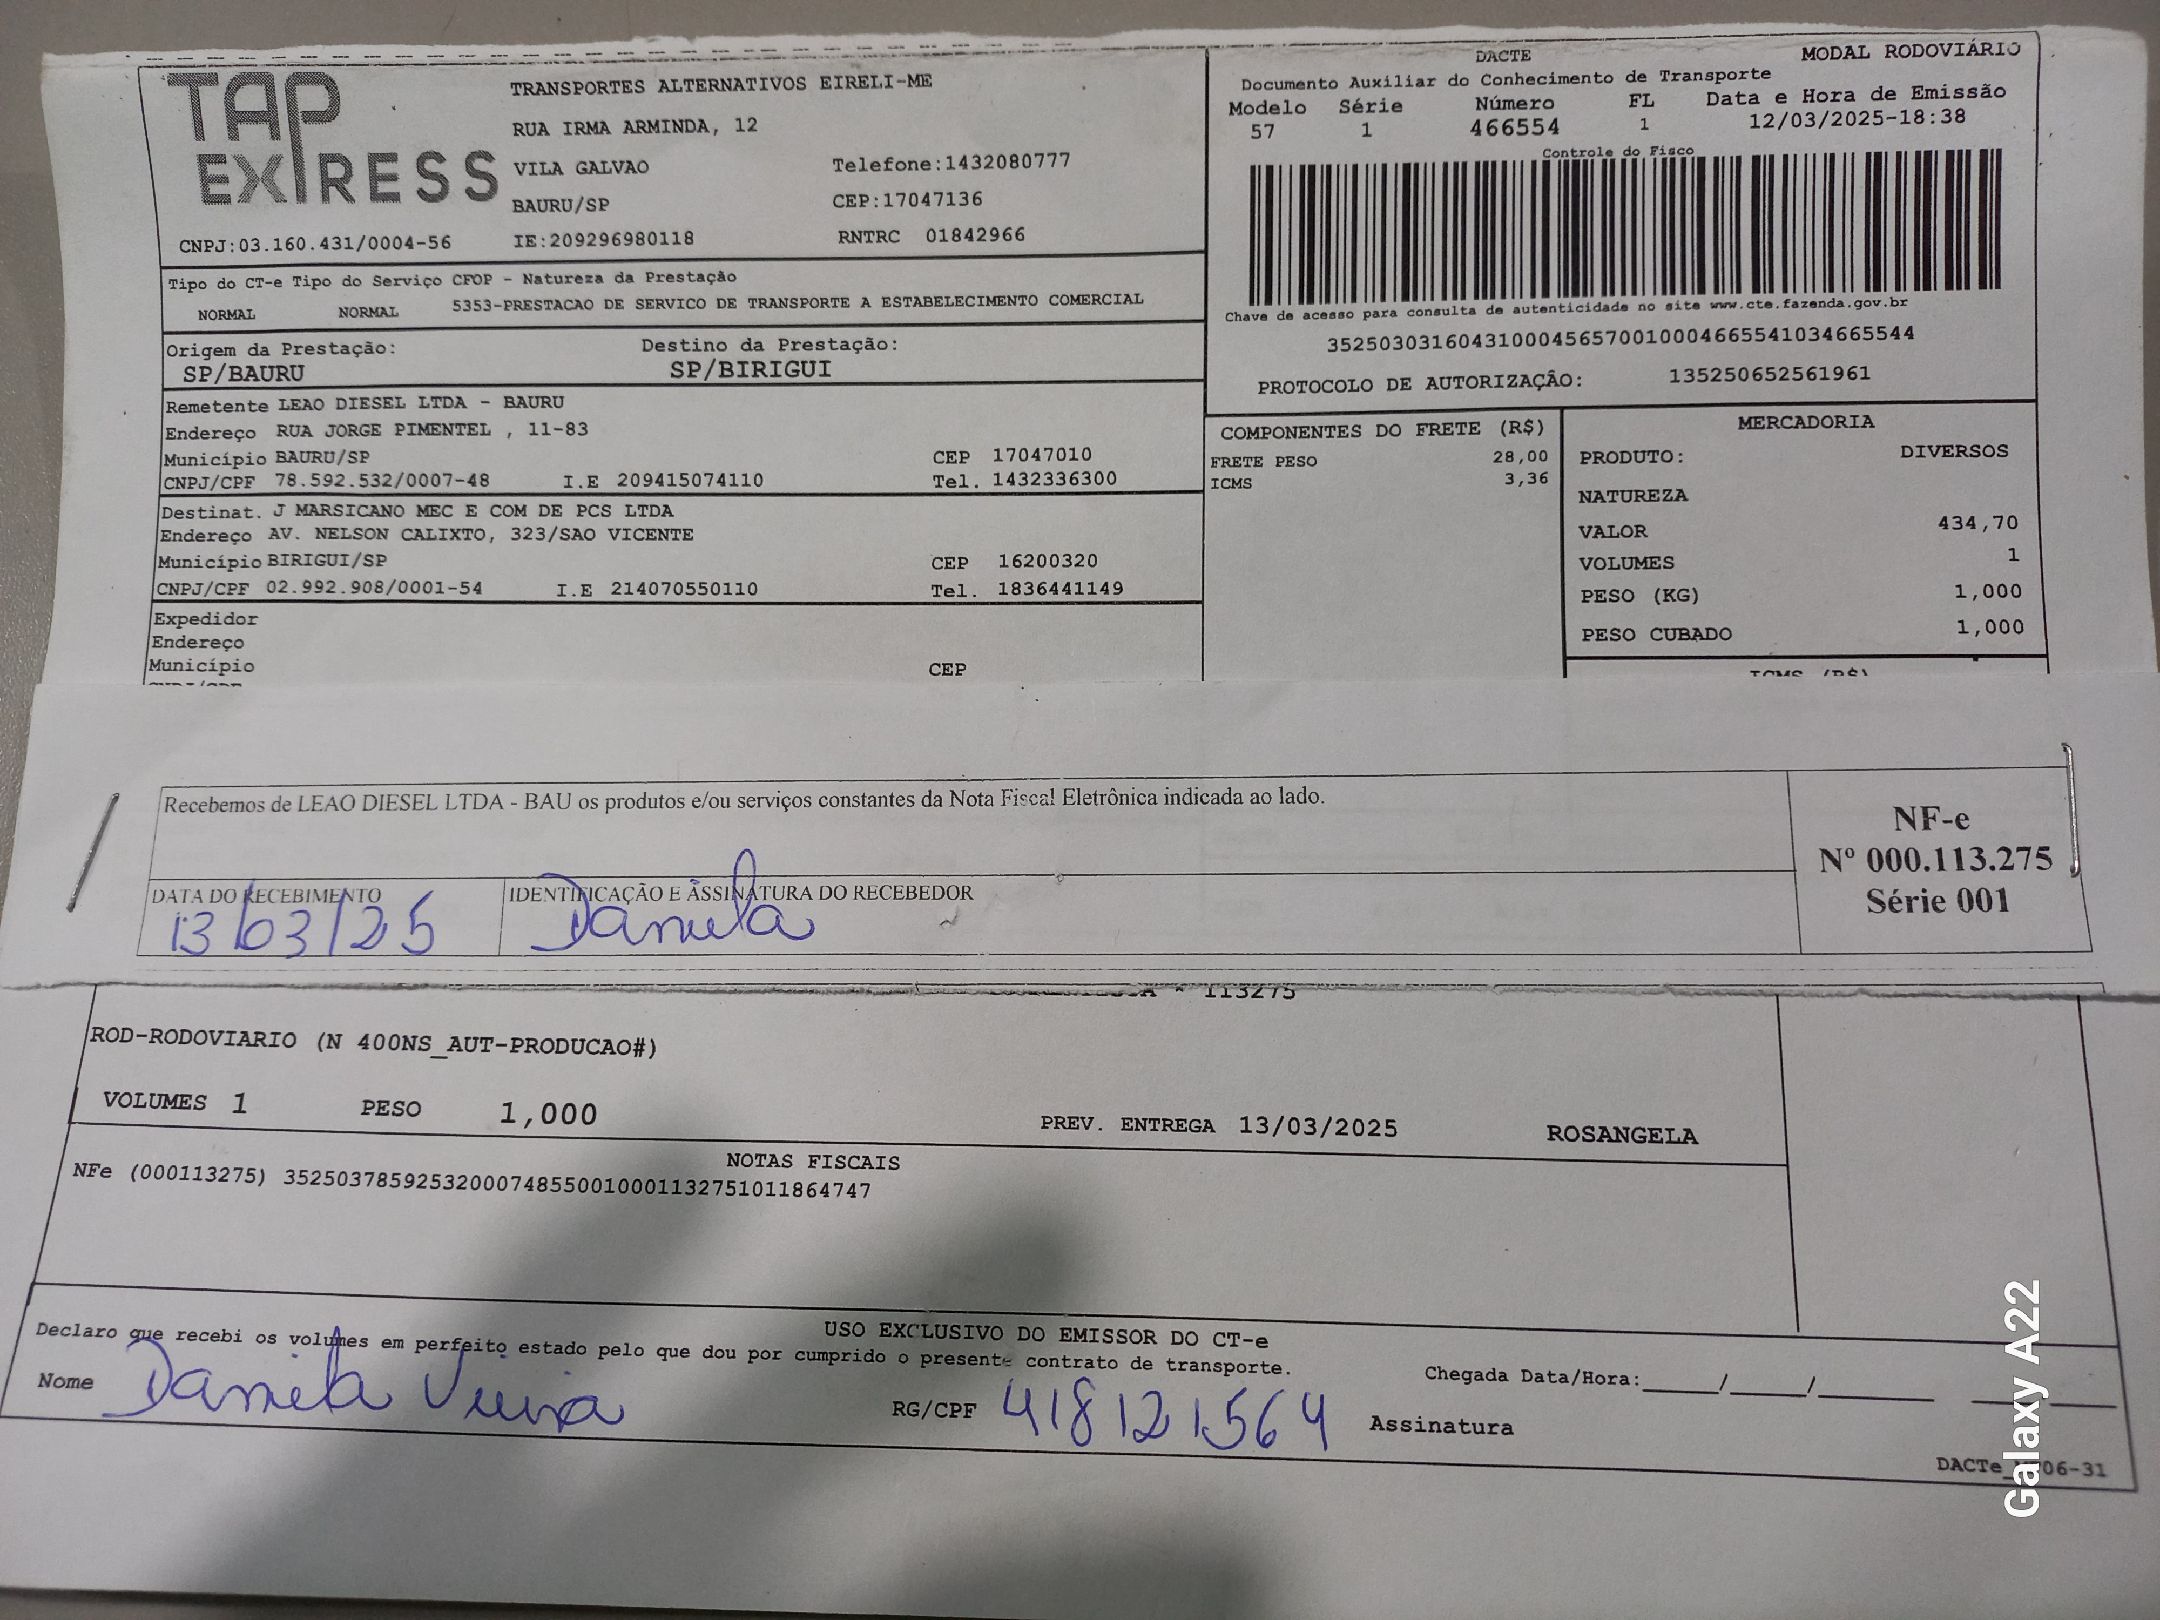 TAP EXPRESS
TRANSPORTES ALTERNATIVOS EIRELI-ME
RUA IRMA ARMINDA, 12
VILA GALVAO Telefone:1432080777
BAURU/SP CEP:17047136
CNPJ:03.160.431/0004-56 IE:209296980118 RNTRC 01842966
DACTE MODAL RODOVIÁRIO
Documento Auxiliar do Conhecimento de Transporte
Modelo Série Número FL Data e Hora de Emissão
57 1 466554 1 12/03/2025-18:38
Controle do Fisco
Chave de acesso para consulta de autenticidade no site www.cte.fazenda.gov.br
35250303160431000456570010004665541034665544
PROTOCOLO DE AUTORIZAÇÃO: 135250652561961
Tipo do CT-e Tipo do Serviço CFOP - Natureza da Prestação
NORMAL NORMAL 5353-PRESTACAO DE SERVICO DE TRANSPORTE A ESTABELECIMENTO COMERCIAL
Origem da Prestação: Destino da Prestação:
SP/BAURU SP/BIRIGUI
Remetente LEAO DIESEL LTDA - BAURU
Endereço RUA JORGE PIMENTEL , 11-83
Município BAURU/SP CEP 17047010
CNPJ/CPF 78.592.532/0007-48 I.E 209415074110 Tel. 1432336300
Destinat. J MARSICANO MEC E COM DE PCS LTDA
Endereço AV. NELSON CALIXTO, 323/SAO VICENTE
Município BIRIGUI/SP CEP 16200320
CNPJ/CPF 02.992.908/0001-54 I.E 214070550110 Tel. 1836441149
Expedidor
Endereço
Município CEP
COMPONENTES DO FRETE (R$)
FRETE PESO 28,00
ICMS 3,36
MERCADORIA
PRODUTO: DIVERSOS
NATUREZA
VALOR 434,70
VOLUMES 1
PESO (KG) 1,000
PESO CUBADO 1,000
ICMS (R$)
Recebemos de LEAO DIESEL LTDA - BAU os produtos e/ou serviços constantes da Nota Fiscal Eletrônica indicada ao lado.
DATA DO RECEBIMENTO IDENTIFICAÇÃO E ASSINATURA DO RECEBEDOR
13/03/25 Daniela
NF-e
Nº 000.113.275
Série 001
113275
ROD-RODOVIARIO (N 400NS_AUT-PRODUCAO#)
VOLUMES 1 PESO 1,000 PREV. ENTREGA 13/03/2025 ROSANGELA
NOTAS FISCAIS
NFe (000113275) 35250378592532000748550010001132751011864747
USO EXCLUSIVO DO EMISSOR DO CT-e
Declaro que recebi os volumes em perfeito estado pelo que dou por cumprido o presente contrato de transporte.
Chegada Data/Hora:_____/_____/________ _____
Nome Daniela Vieira RG/CPF 418121564 Assinatura
Galaxy A22